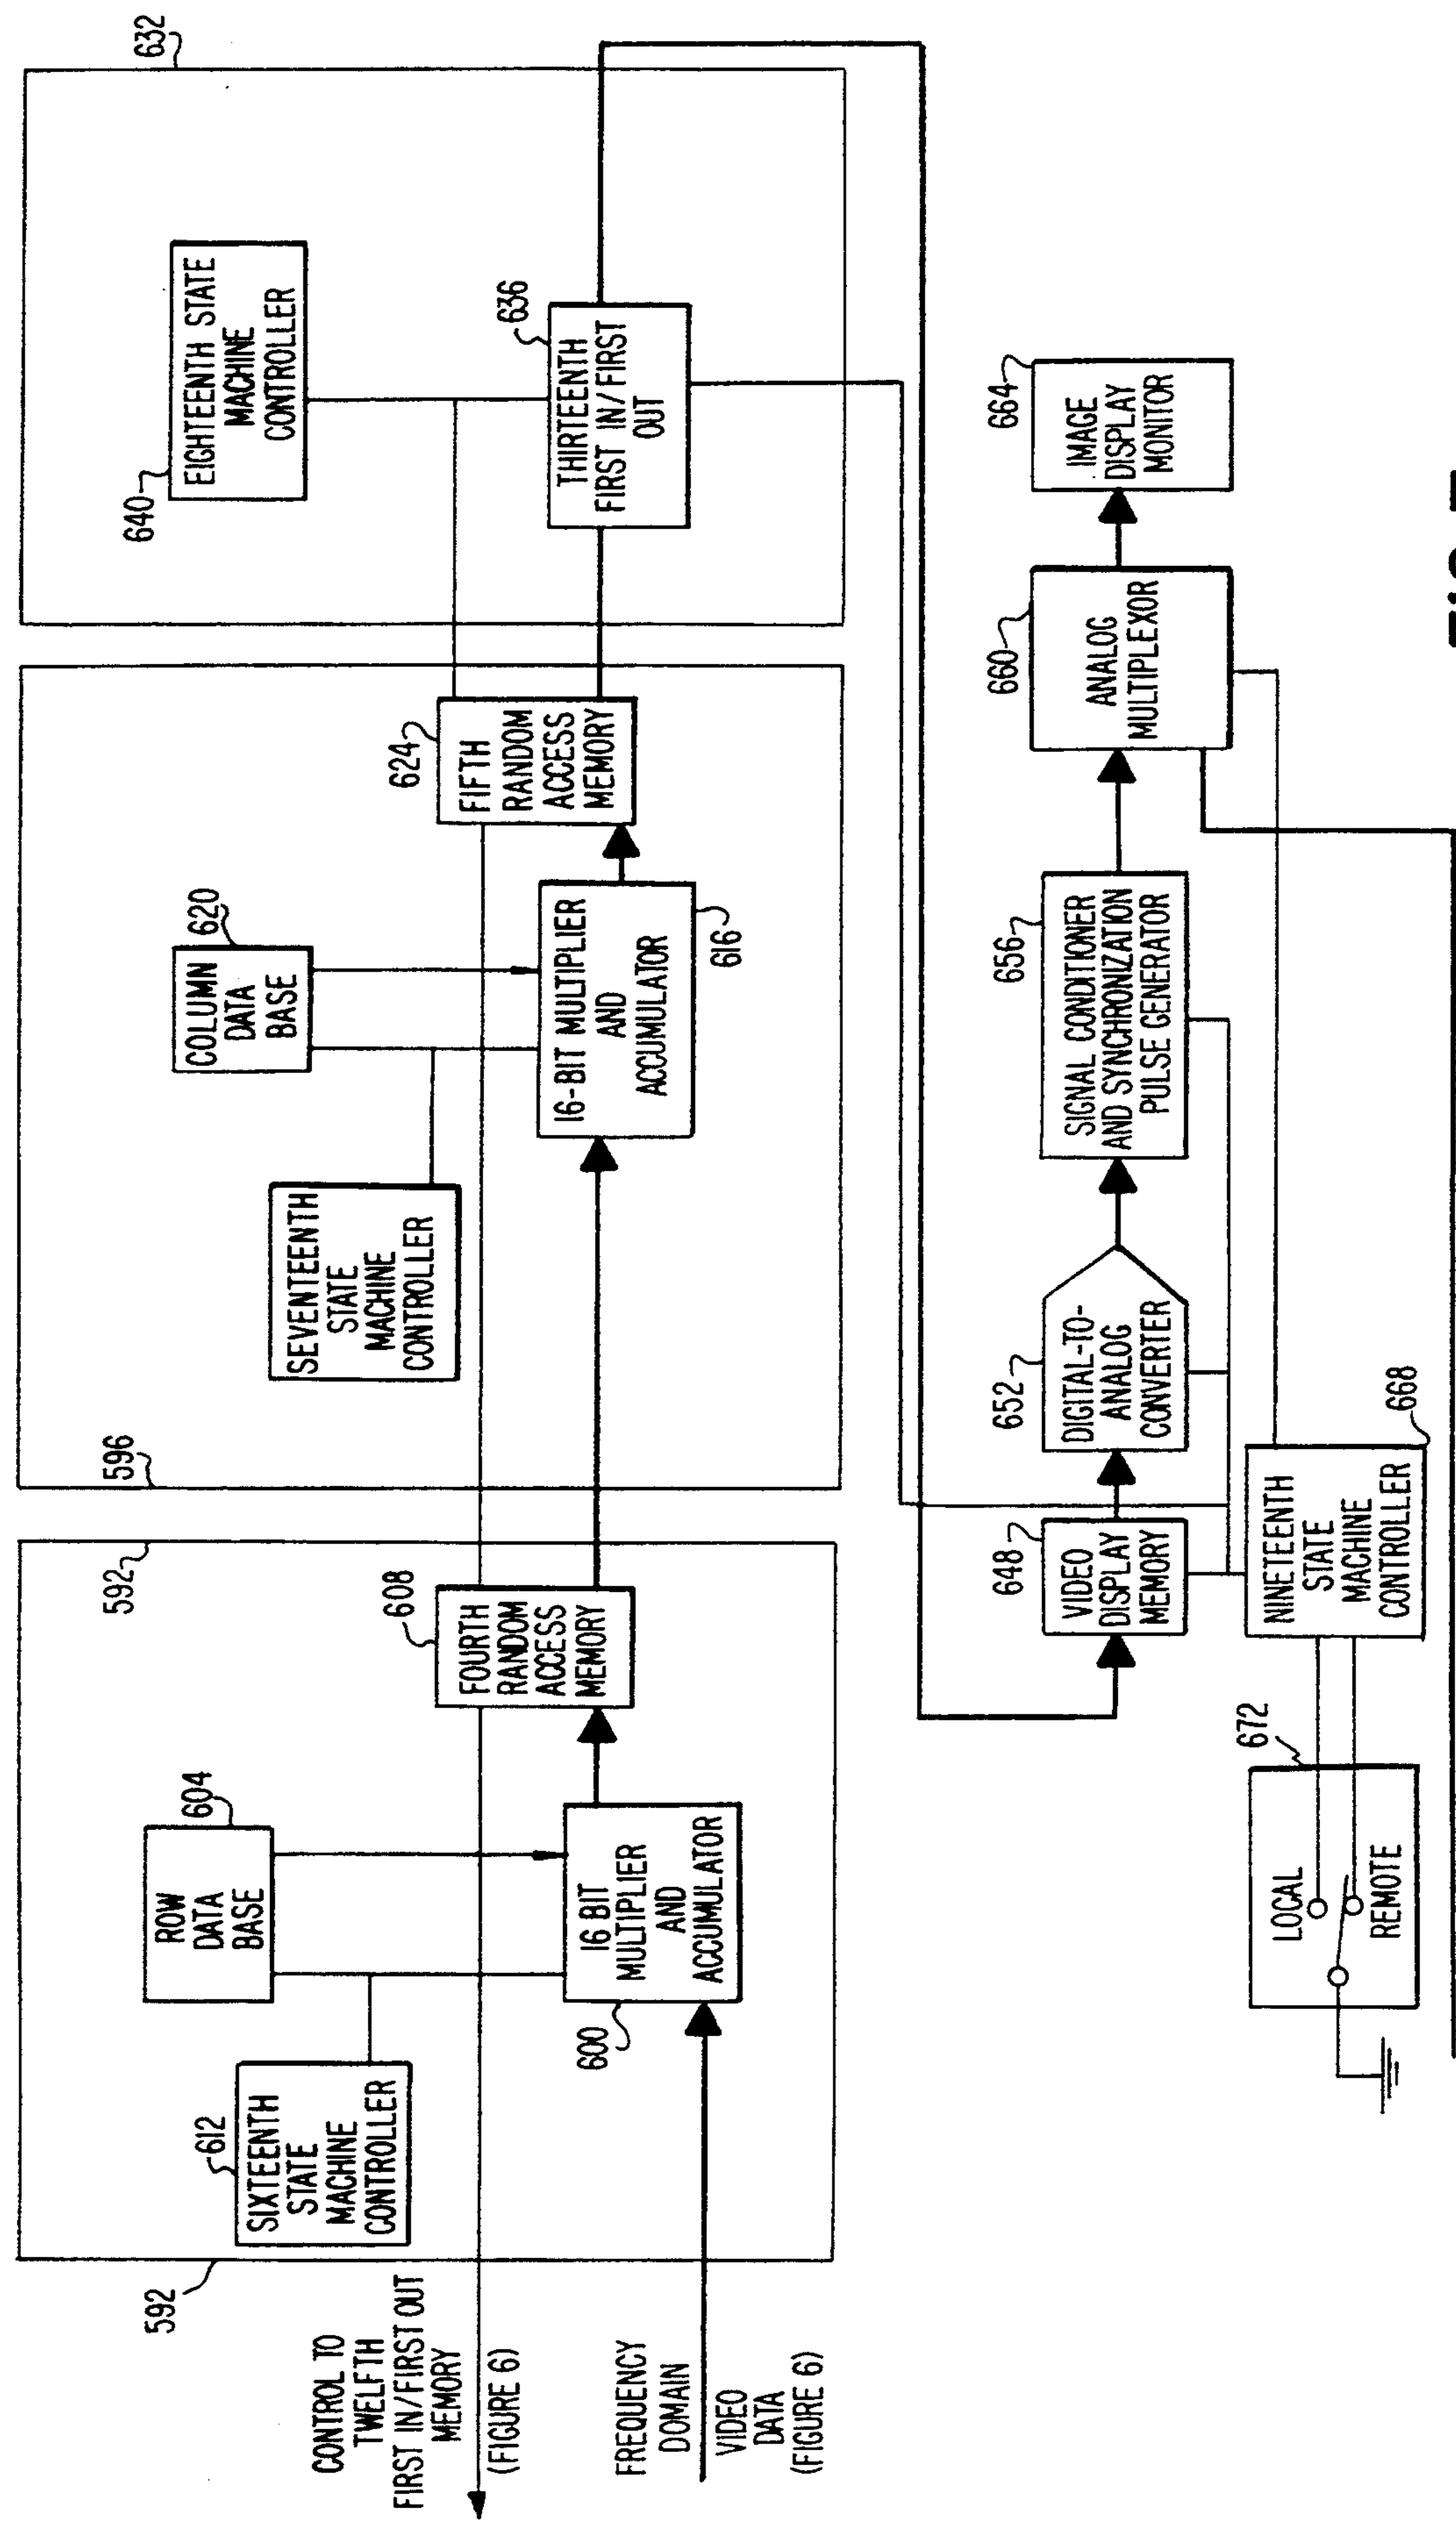 632
EIGHTEENTH STATE
MACHINE
CONTROLLER
640
636
THIRTEENTH
FIRST IN/FIRST
OUT
624
FIFTH
RANDOM
ACCESS
MEMORY
620
COLUMN
DATA
BASE
16-BIT MULTIPLIER
AND
ACCUMULATOR
616
SEVENTEENTH
STATE
MACHINE
CONTROLLER
596
592
608
FOURTH
RANDOM
ACCESS
MEMORY
604
ROW
DATA
BASE
16 BIT
MULTIPLIER
AND
ACCUMULATOR
600
612
SIXTEENTH
STATE
MACHINE
CONTROLLER
592
CONTROL TO
TWELFTH
FIRST IN/FIRST OUT
MEMORY
(FIGURE 6)
FREQUENCY
DOMAIN
VIDEO
DATA
(FIGURE 6)
664
IMAGE
DISPLAY
MONITOR
660
ANALOG
MULTIPLEXOR
656
SIGNAL CONDITIONER
AND SYNCHRONIZATION
PULSE GENERATOR
652
DIGITAL-TO-
ANALOG
CONVERTER
648
VIDEO
DISPLAY
MEMORY
668
NINETEENTH
STATE
MACHINE
CONTROLLER
672
LOCAL
REMOTE